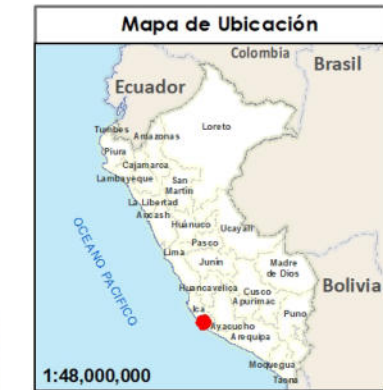 Mapa de Ubicación
Colombia
Brasil
Ecuador
Tumbes
Amazonas
Loreto
Piura
Cajamarca
Lambayeque
San
Martín
La Libertad
Ancash
Huánuco
Ucayali
OCEANO PACIFICO
Pasco
Lima
Junín
Madre
de Dios
Huancavelica
Cusco
Apurimac
Bolivia
Ica
Puno
Ayacucho
Arequipa
Moquegua
Tacna
1:48,000,000